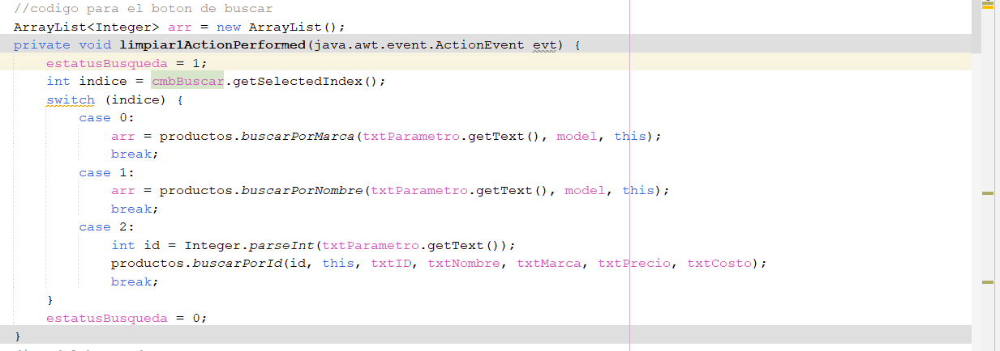 //codigo para el boton de buscar
ArrayList<Integer> arr = new ArrayList();
private void limpiar1ActionPerformed(java.awt.event.ActionEvent evt) {
estatusBusqueda = 1;
int indice = cmbBuscar.getSelectedIndex();
switch (indice) {
case 0:
arr = productos.buscarPorMarca(txtParametro.getText(), model, this);
break;
case 1:
arr = productos.buscarPorNombre(txtParametro.getText(), model, this);
break;
case 2:
int id = Integer.parseInt(txtParametro.getText());
productos.buscarPorId(id, this, txtID, txtNombre, txtMarca, txtPrecio, txtCosto);
break;
}
estatusBusqueda = 0;
}